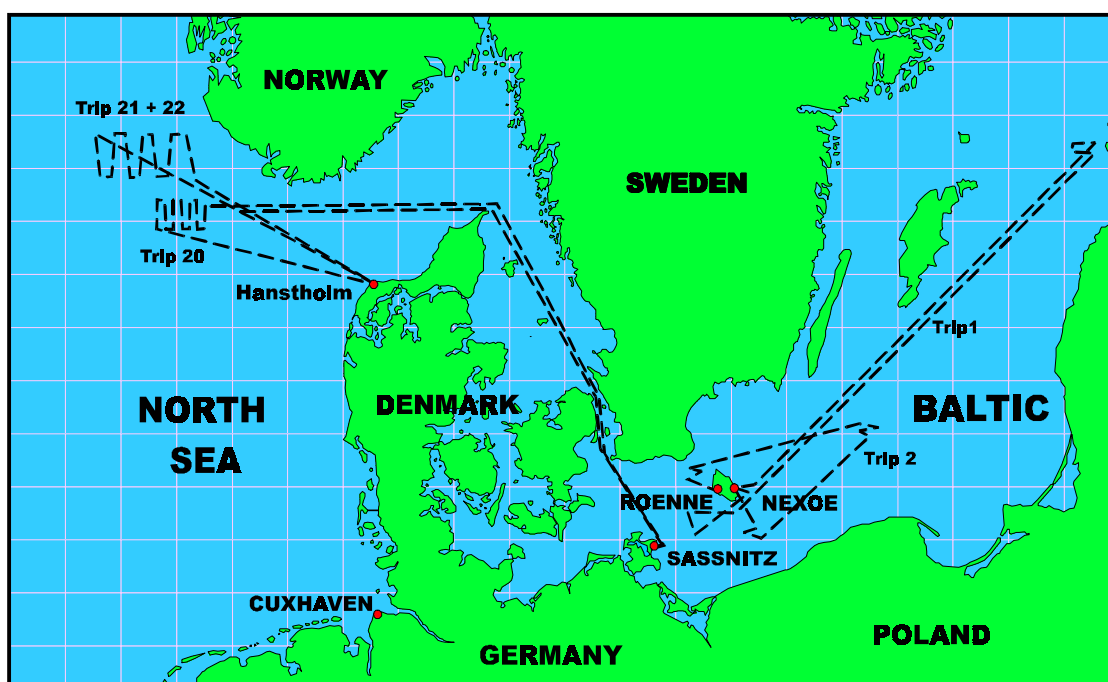 NORWAY
Trip 21 + 22
SWEDEN
Trip 20
Hanstholm
Trip1
NORTH
SEA
DENMARK
BALTIC
Trip 2
ROENNE
NEXOE
SASSNITZ
CUXHAVEN
POLAND
GERMANY